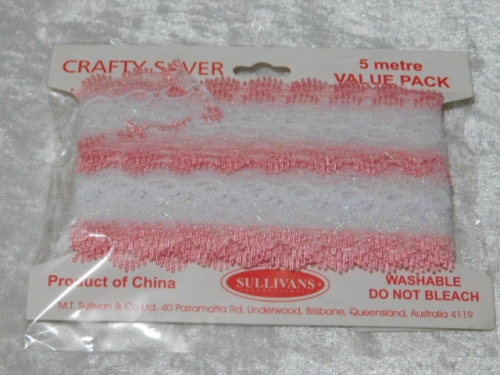 CRAFTY SAVER
5 metre
VALUE PACK
Product of China
SULLIVANS
WASHABLE
DO NOT BLEACH
M.T. Sullivan & Co Ltd. 40 Parramatta Rd, Underwood, Brisbane, Queensland, Australia 4119